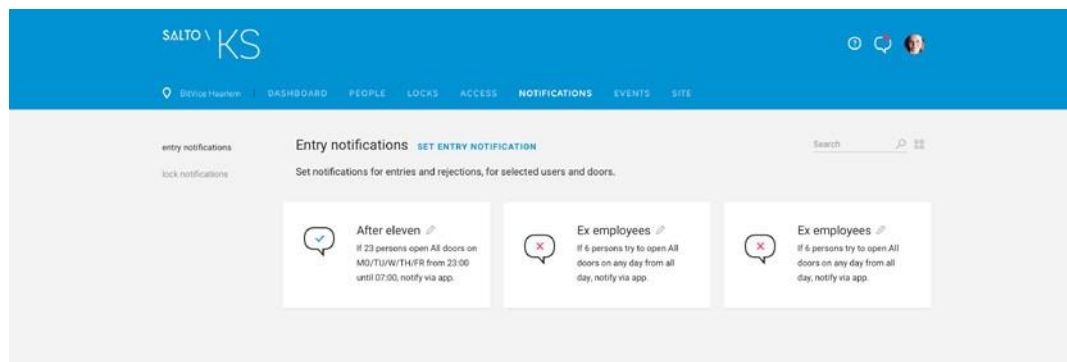 SALTO KS
BitVice Haarlem DASHBOARD PEOPLE LOCKS ACCESS NOTIFICATIONS EVENTS SITE
entry notifications
lock notifications
Entry notifications SET ENTRY NOTIFICATION
Search
Set notifications for entries and rejections, for selected users and doors.
After eleven
If 23 persons open All doors on
MO/TU/W/TH/FR from 23:00
until 07:00, notify via app.
Ex employees
If 6 persons try to open All
doors on any day from all
day, notify via app.
Ex employees
If 6 persons try to open All
doors on any day from all
day, notify via app.